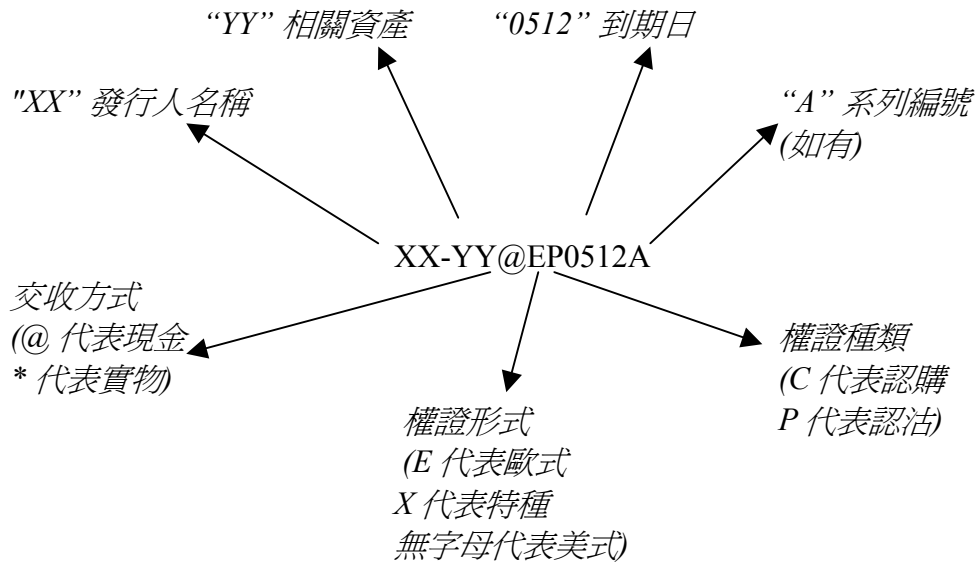 “YY” 相關資產
“0512” 到期日
"XX” 發行人名稱
“A” 系列編號
(如有)
XX-YY@EP0512A
交收方式
(@ 代表現金
* 代表實物)
權證種類
(C 代表認購
P 代表認沽)
權證形式
(E 代表歐式
X 代表特種
無字母代表美式)